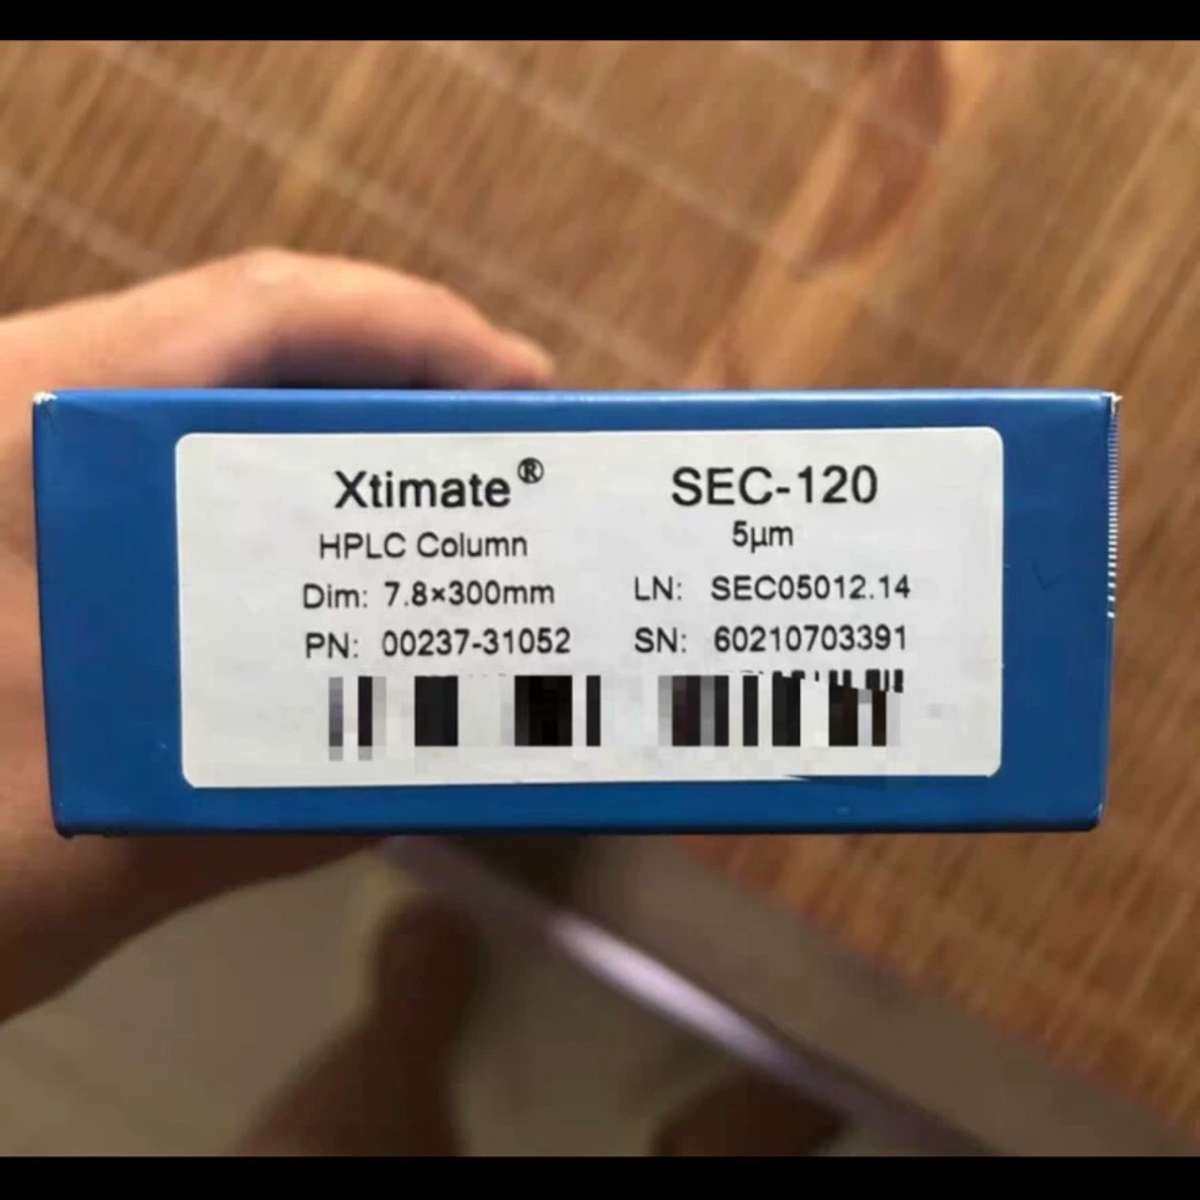 Xtimate®
HPLC Column
Dim: 7.8×300mm
PN: 00237-31052
SEC-120
5µm
LN: SEC05012.14
SN: 60210703391